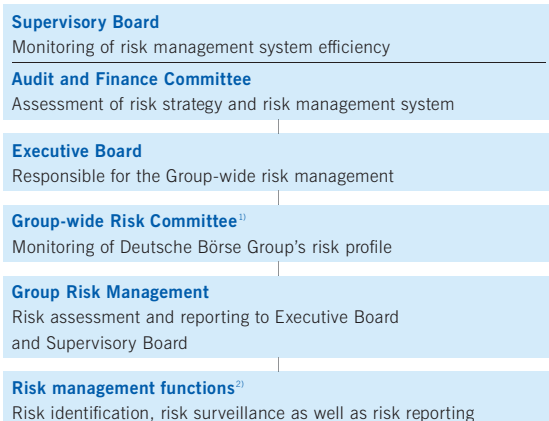 Supervisory Board
Monitoring of risk management system efficiency
Audit and Finance Committee
Assessment of risk strategy and risk management system
Executive Board
Responsible for the Group-wide risk management
Group-wide Risk Committee¹⁾
Monitoring of Deutsche Börse Group's risk profile
Group Risk Management
Risk assessment and reporting to Executive Board
and Supervisory Board
Risk management functions²⁾
Risk identification, risk surveillance as well as risk reporting